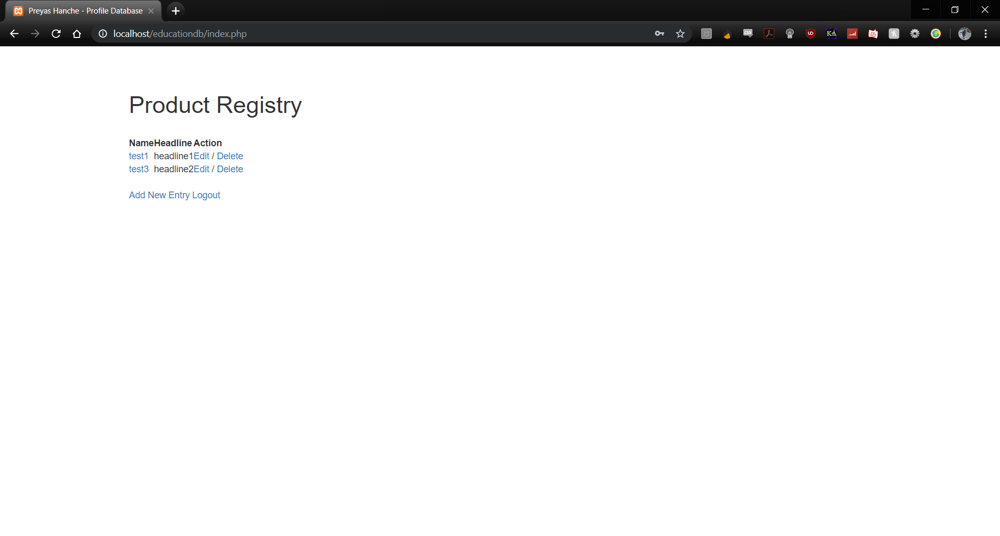 Preyas Hanche - Profile Database
localhost/educationdb/index.php
Product Registry
Name Headline Action
test1 headline1 Edit / Delete
test3 headline2 Edit / Delete
Add New Entry Logout